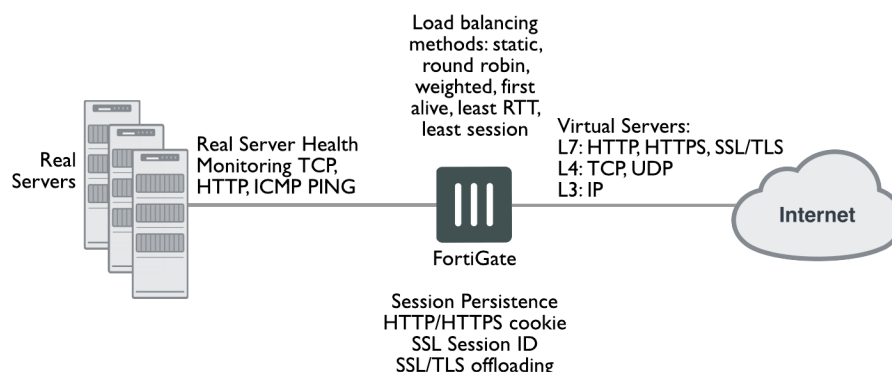 Load balancing
methods: static,
round robin,
weighted, first
alive, least RTT,
least session
Real
Servers
Real Server Health
Monitoring TCP,
HTTP, ICMP PING
Virtual Servers:
L7: HTTP, HTTPS, SSL/TLS
L4: TCP, UDP
L3: IP
Internet
FortiGate
Session Persistence
HTTP/HTTPS cookie
SSL Session ID
SSL/TLS offloading